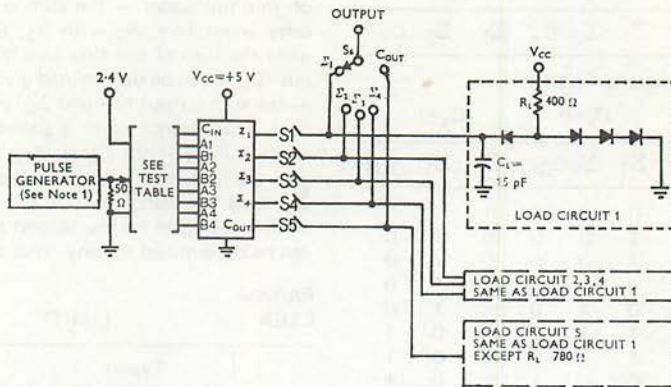 OUTPUT
S6
Σ1
COUT
Σ2
Σ3
Σ4
2·4 V
VCC=+5 V
VCC
RL 400 Ω
PULSE
GENERATOR
(See Note 1)
50
Ω
SEE
TEST
TABLE
CIN
A1
B1
A2
B2
A3
B3
A4
B4
Σ1
Σ2
Σ3
Σ4
COUT
S1
S2
S3
S4
S5
CL=
15 pF
LOAD CIRCUIT 1
LOAD CIRCUIT 2,3,4
SAME AS LOAD CIRCUIT 1
LOAD CIRCUIT 5
SAME AS LOAD CIRCUIT 1
EXCEPT RL 780 Ω